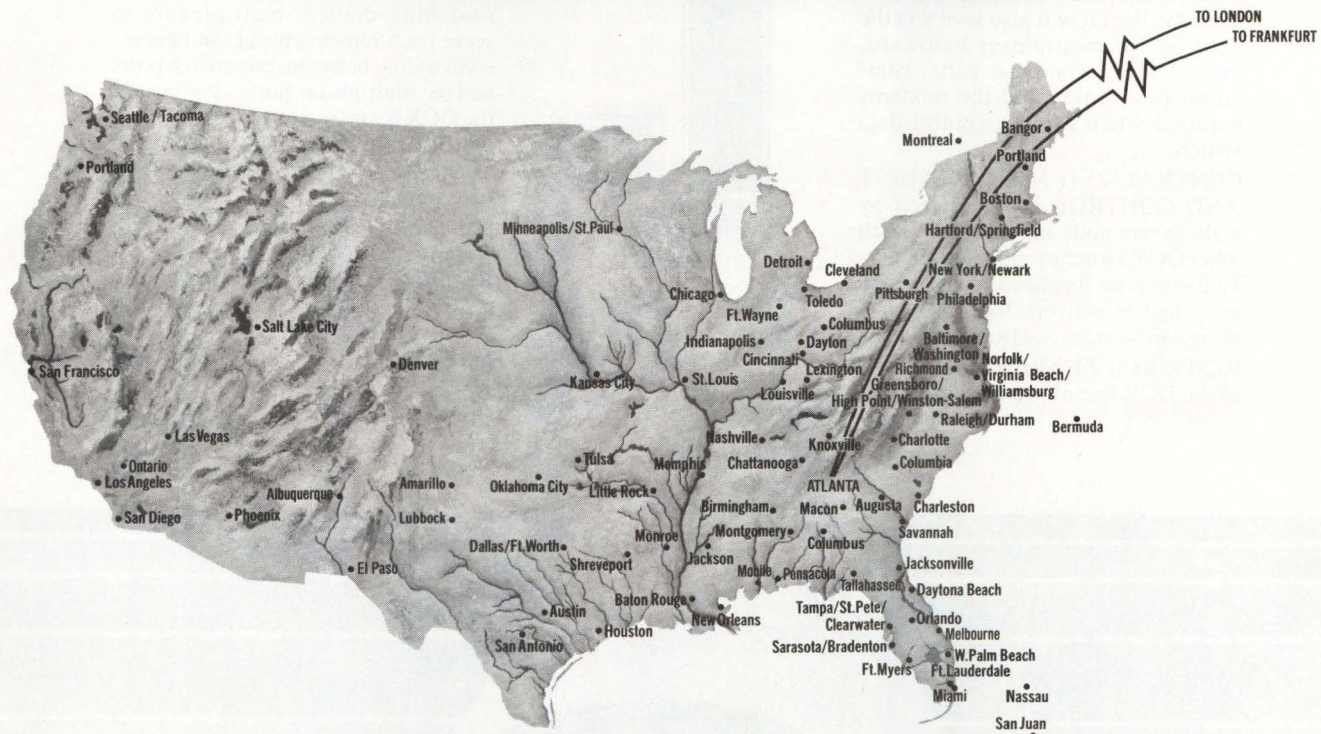 TO LONDON
TO FRANKFURT
Seattle / Tacoma
Portland
Montreal
Bangor
Portland
Boston
Hartford/Springfield
Minneapolis/St.Paul
Detroit
Cleveland
New York/Newark
Chicago
Toledo
Pittsburgh
Philadelphia
Ft.Wayne
Salt Lake City
Columbus
Indianapolis
Dayton
Baltimore/
Washington
Cincinnati
Norfolk/
Virginia Beach/
Williamsburg
Denver
Richmond
San Francisco
Kansas City
St.Louis
Lexington
Louisville
Greensboro/
High Point/Winston-Salem
Raleigh/Durham
Bermuda
Las Vegas
Nashville
Knoxville
Charlotte
Ontario
Tulsa
Memphis
Chattanooga
Columbia
Los Angeles
Albuquerque
Amarillo
Oklahoma City
Little Rock
ATLANTA
San Diego
Phoenix
Lubbock
Birmingham
Macon
Augusta
Charleston
Montgomery
Columbus
Savannah
Dallas/Ft.Worth
Monroe
Jackson
Shreveport
El Paso
Mobile
Pensacola
Tallahassee
Jacksonville
Daytona Beach
Baton Rouge
New Orleans
Austin
Houston
San Antonio
Tampa/St.Pete/
Clearwater
Orlando
Melbourne
Sarasota/Bradenton
W.Palm Beach
Ft.Myers
Ft.Lauderdale
Miami
Nassau
San Juan